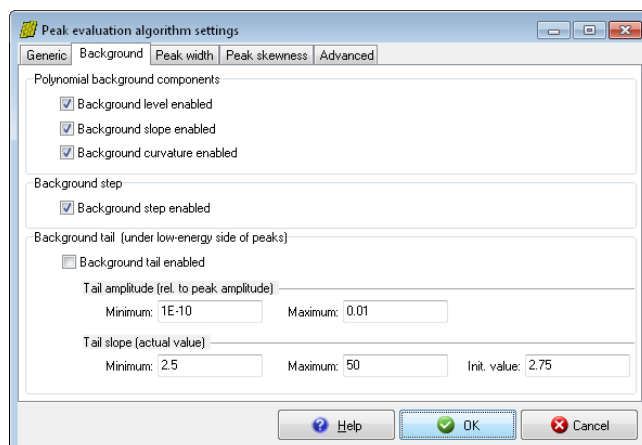 Peak evaluation algorithm settings
Generic Background Peak width Peak skewness Advanced
Polynomial background components
Background level enabled
Background slope enabled
Background curvature enabled
Background step
Background step enabled
Background tail (under low-energy side of peaks)
Background tail enabled
Tail amplitude (rel. to peak amplitude)
Minimum: 1E-10 Maximum: 0.01
Tail slope (actual value)
Minimum: 2.5 Maximum: 50 Init. value: 2.75
Help OK Cancel